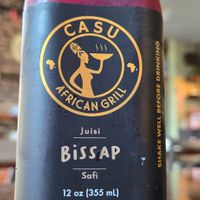 CASU
AFRICAN GRILL
Juisi
BiSSAP
Safi
12 oz (355 mL)
SHAKE WELL BEFORE DRINKING